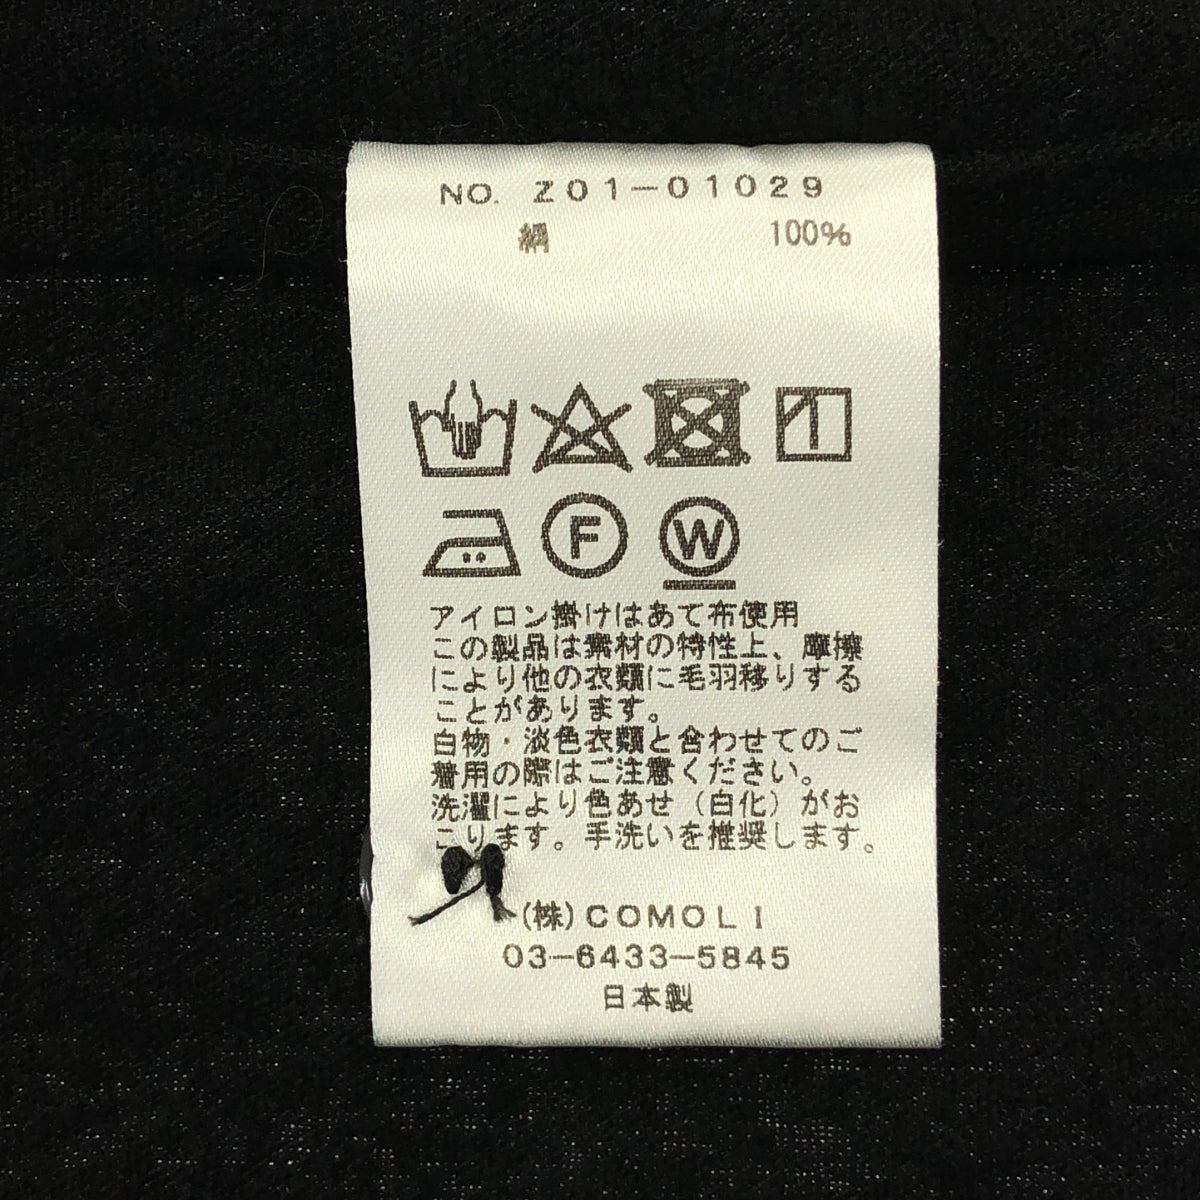 NO. Z01-01029
絹 100%
F W
アイロン掛けはあて布使用
この製品は素材の特性上、摩擦
により他の衣類に毛羽移りする
ことがあります。
白物・淡色衣類と合わせてのご
着用の際はご注意ください。
洗濯により色あせ（白化）がお
こります。手洗いを推奨します。
(株)COMOLI
03-6433-5845
日本製